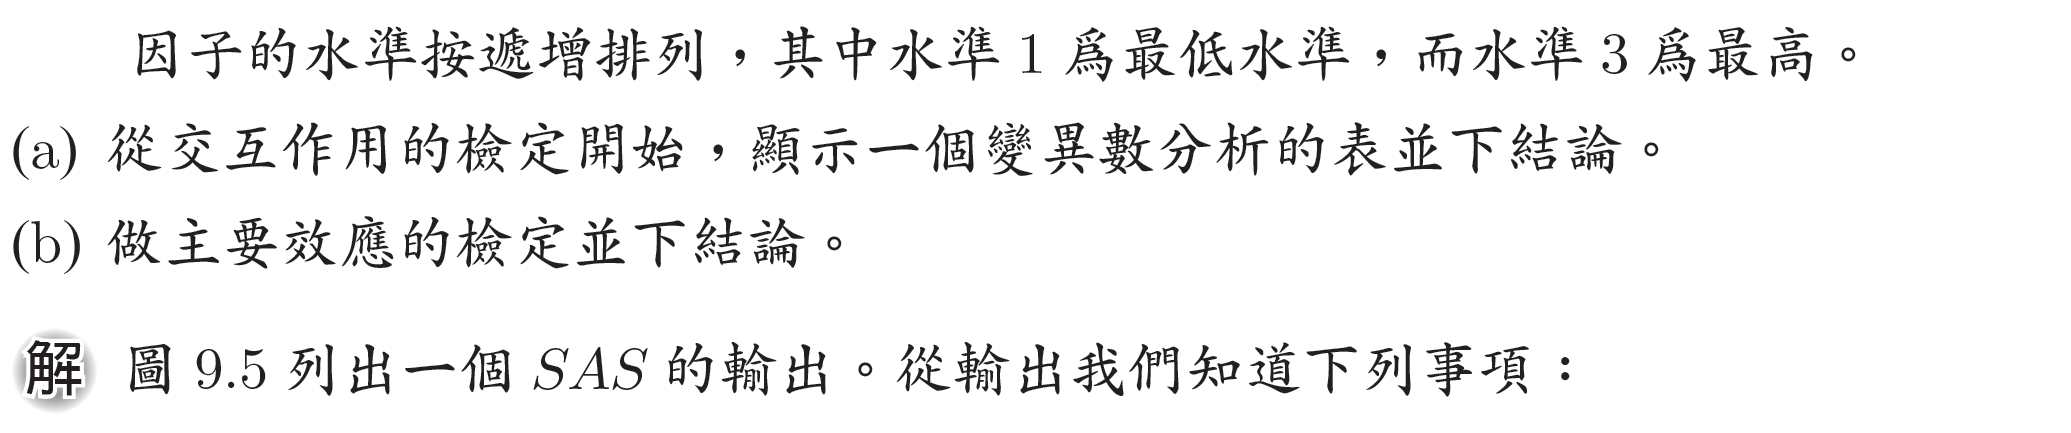 因子的水準按遞增排列，其中水準 1 爲最低水準，而水準 3 爲最高。
(a) 從交互作用的檢定開始，顯示一個變異數分析的表並下結論。
(b) 做主要效應的檢定並下結論。
解 圖 9.5 列出一個 SAS 的輸出。從輸出我們知道下列事項：